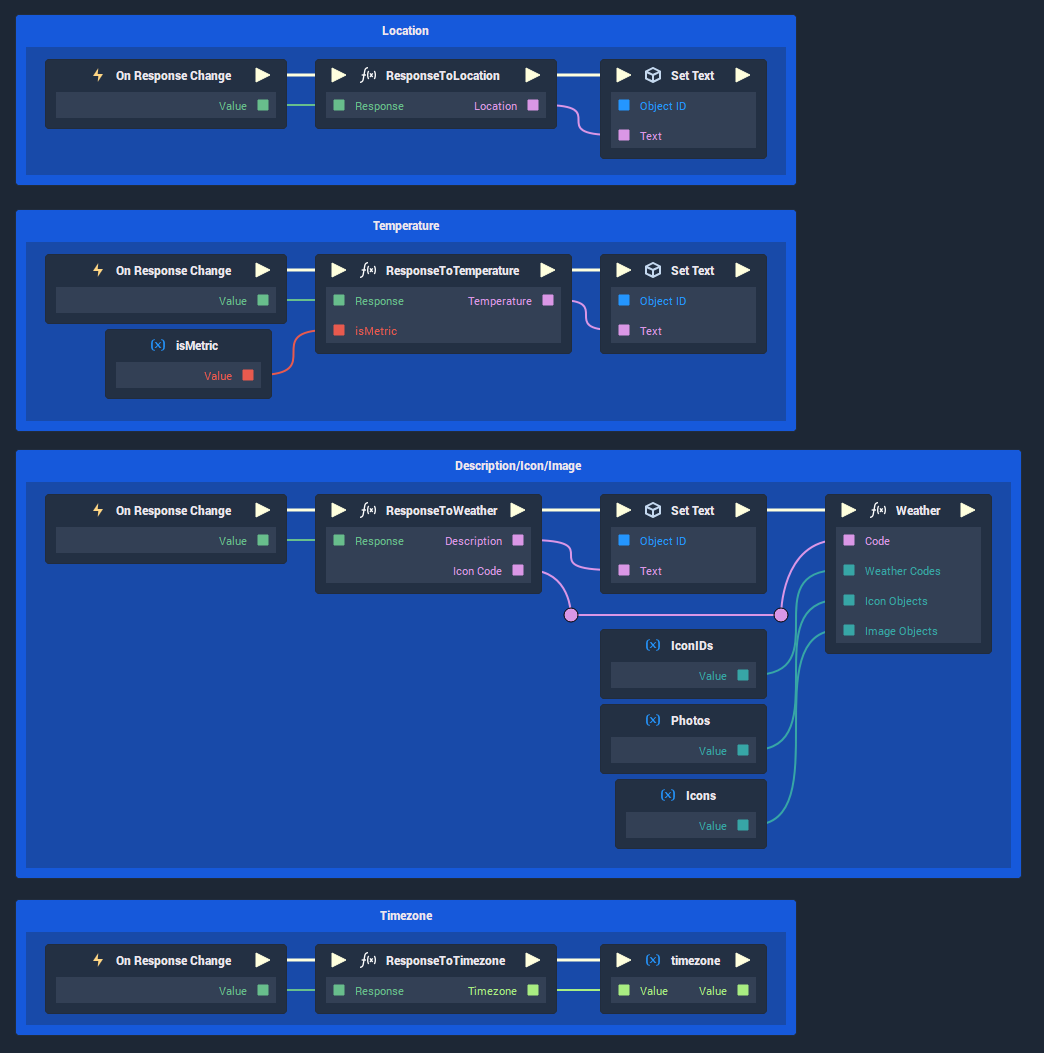 Location
On Response Change
ResponseToLocation
Set Text
Value
Response
Location
Object ID
Text
Temperature
On Response Change
ResponseToTemperature
Set Text
Value
Response
Temperature
Object ID
isMetric
Text
isMetric
Value
Description/Icon/Image
On Response Change
ResponseToWeather
Set Text
Weather
Value
Response
Description
Object ID
Code
Icon Code
Text
Weather Codes
Icon Objects
Image Objects
IconIDs
Value
Photos
Value
Icons
Value
Timezone
On Response Change
ResponseToTimezone
timezone
Value
Response
Timezone
Value
Value